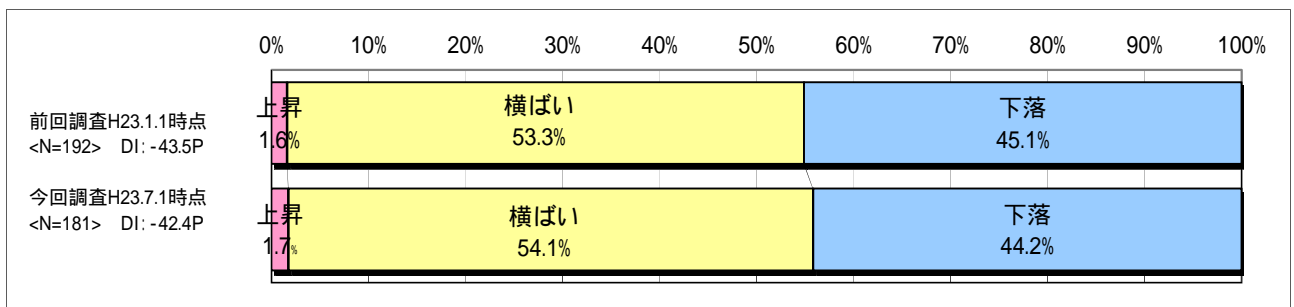 0% 10% 20% 30% 40% 50% 60% 70% 80% 90% 100%
前回調査H23.1.1時点
<N=192> DI: -43.5P
上昇
1.6%
横ばい
53.3%
下落
45.1%
今回調査H23.7.1時点
<N=181> DI: -42.4P
上昇
1.7%
横ばい
54.1%
下落
44.2%